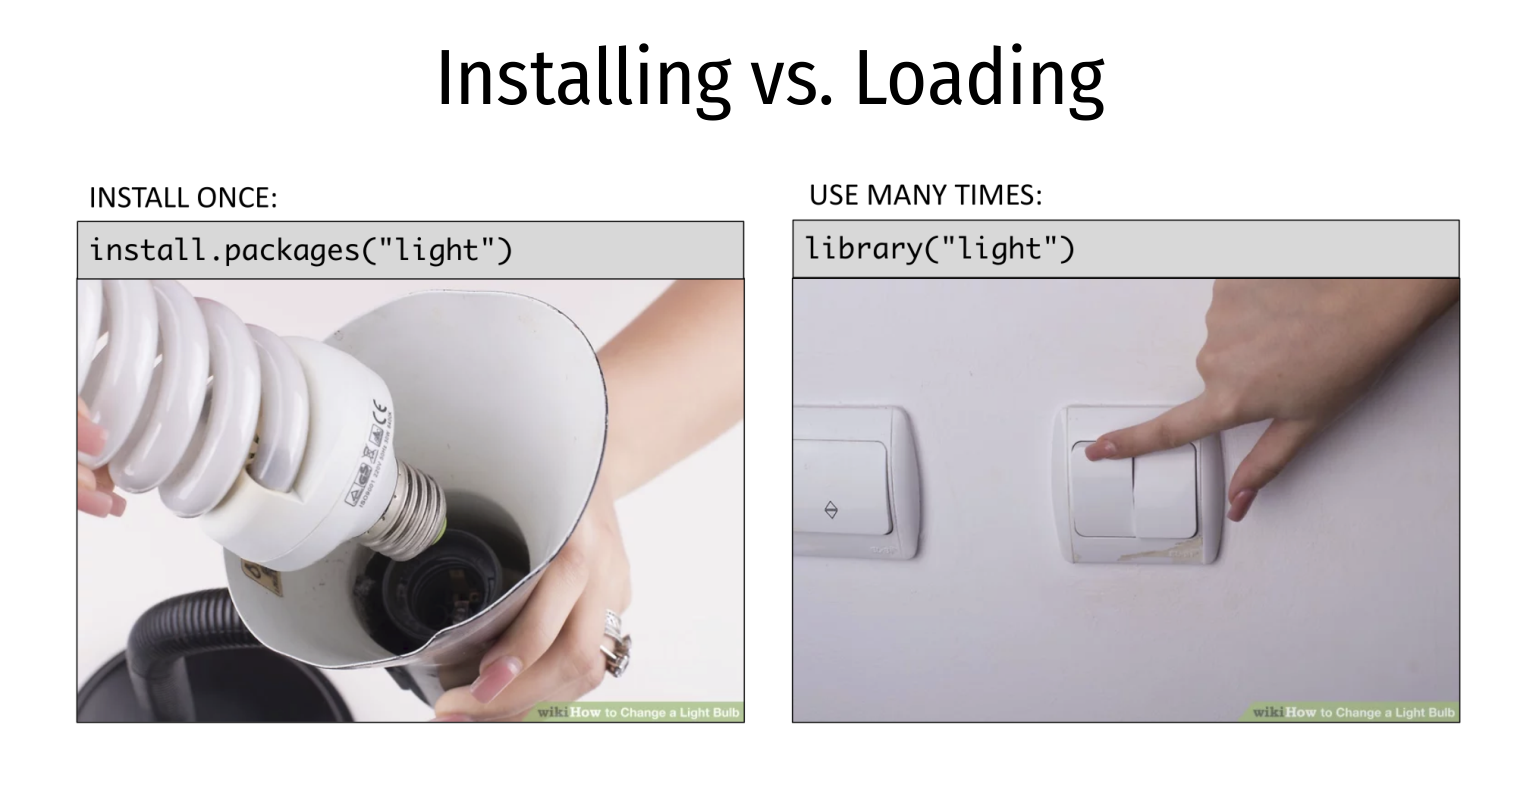 Installing vs. Loading
INSTALL ONCE:
install.packages("light")
USE MANY TIMES:
library("light")
CE
wikiHow to Change a Light Bulb
wikiHow to Change a Light Bulb